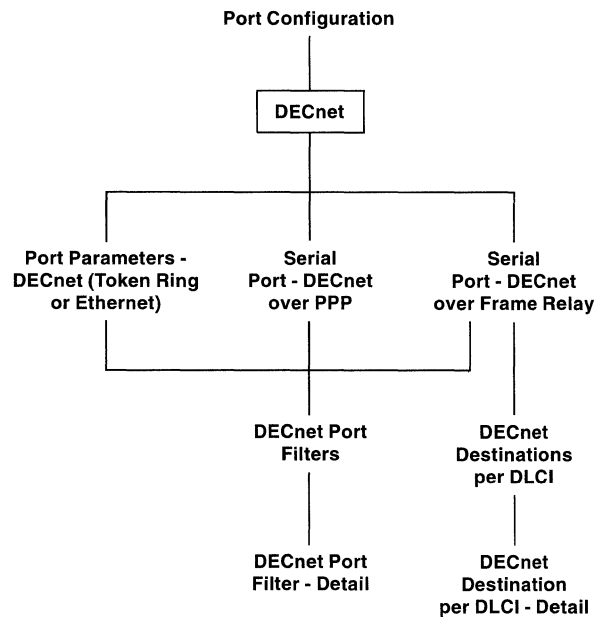 Port Configuration
DECnet
Port Parameters -
DECnet (Token Ring
or Ethernet)
Serial
Port - DECnet
over PPP
Serial
Port - DECnet
over Frame Relay
DECnet Port
Filters
DECnet
Destinations
per DLCI
DECnet Port
Filter - Detail
DECnet
Destination
per DLCI - Detail